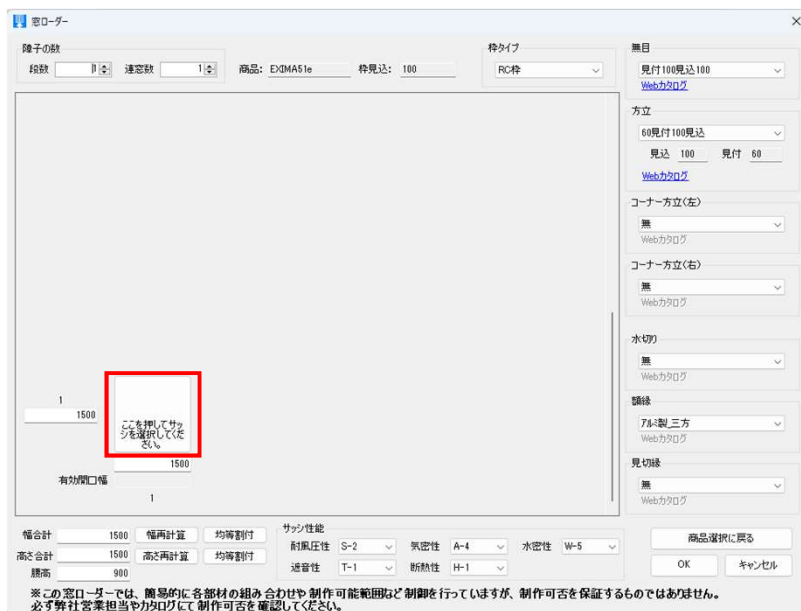 窓ローダー
障子の数
段数 1 連窓数 1 商品: EXIMA51e 枠見込: 100
枠タイプ
RC枠
無目
見付100見込100
Webカタログ
方立
60見付100見込
見込 100 見付 60
Webカタログ
コーナー方立(左)
無
Webカタログ
コーナー方立(右)
無
Webカタログ
水切り
無
Webカタログ
額縁
アルミ製_三方
Webカタログ
見切縁
無
Webカタログ
1
1500
ここを押してサッ
シを選択してくだ
さい。
1500
有効開口幅
1
幅合計 1500 幅再計算 均等割付
高さ合計 1500 高さ再計算 均等割付
腰高 900
サッシ性能
耐風圧性 S-2 気密性 A-4 水密性 W-5
遮音性 T-1 断熱性 H-1
商品選択に戻る
OK キャンセル
※この窓ローダーでは、簡易的に各部材の組み合わせや制作可能範囲など制御を行っていますが、制作可否を保証するものではありません。
必ず弊社営業担当やカタログにて制作可否を確認してください。